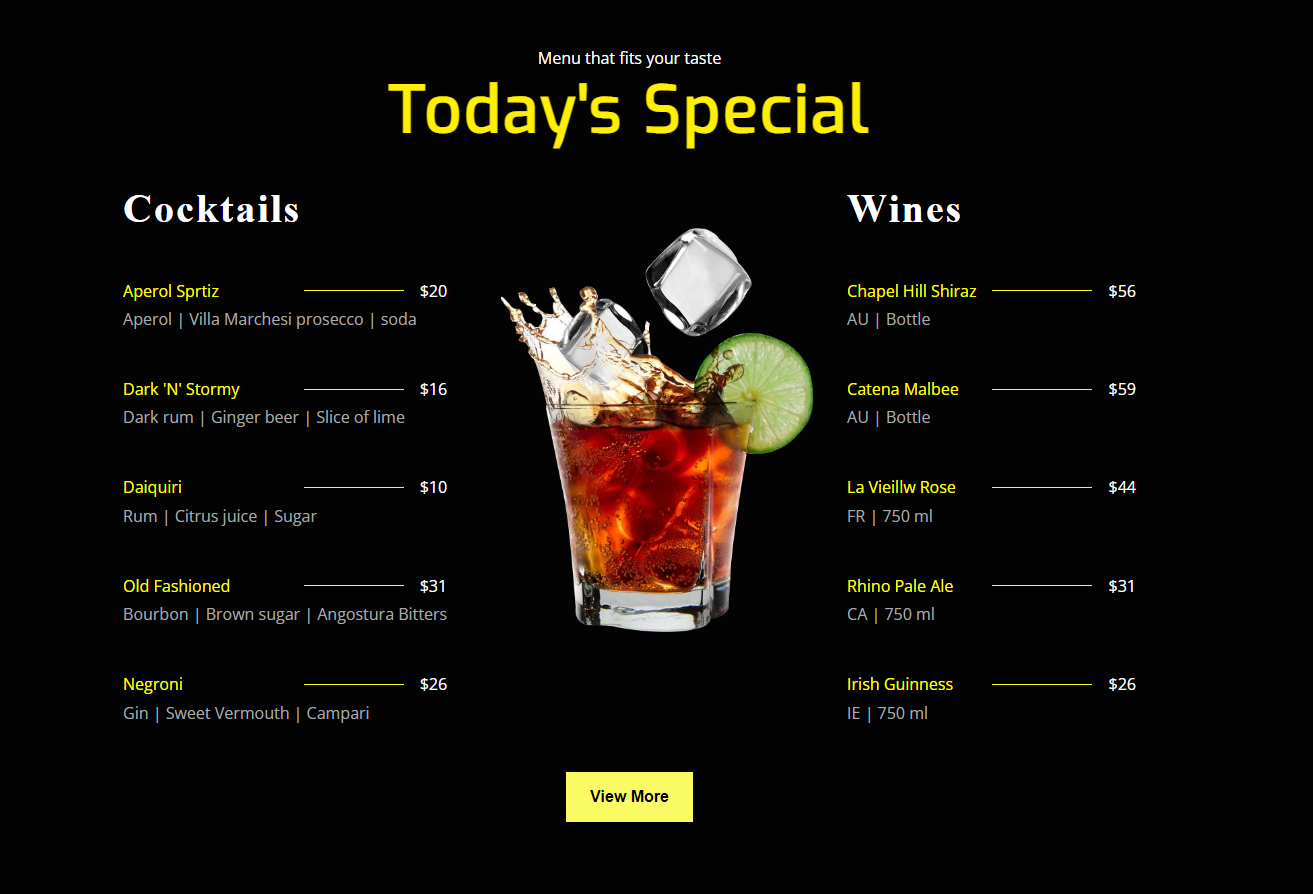 Menu that fits your taste
Today's Special
Cocktails
Aperol Sprtiz $20
Aperol | Villa Marchesi prosecco | soda
Dark 'N' Stormy $16
Dark rum | Ginger beer | Slice of lime
Daiquiri $10
Rum | Citrus juice | Sugar
Old Fashioned $31
Bourbon | Brown sugar | Angostura Bitters
Negroni $26
Gin | Sweet Vermouth | Campari
Wines
Chapel Hill Shiraz $56
AU | Bottle
Catena Malbee $59
AU | Bottle
La Vieillw Rose $44
FR | 750 ml
Rhino Pale Ale $31
CA | 750 ml
Irish Guinness $26
IE | 750 ml
View More